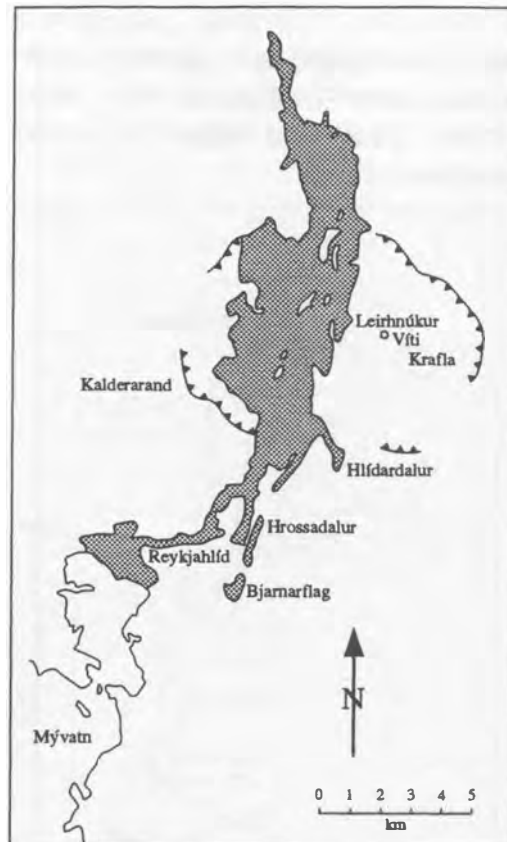 Leirhnúkur
Víti
Krafla
Kalderarand
Hlídardalur
Hrossadalur
Reykjahlíd
Bjarnarflag
N
Mývatn
0 1 2 3 4 5
km